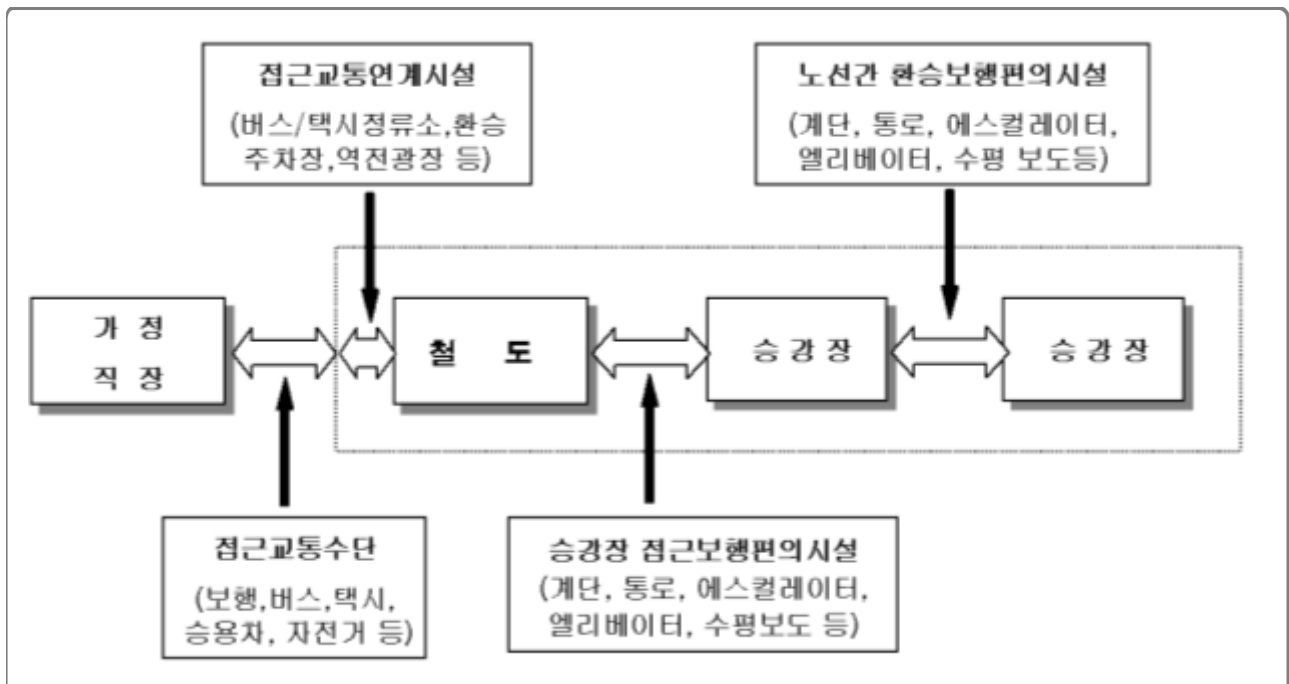 접근교통연계시설
(버스/택시정류소,환승
주차장,역전광장 등)
노선간 환승보행편의시설
(계단, 통로, 에스컬레이터,
엘리베이터, 수평 보도등)
가 정
직 장
철 도
승 강 장
승 강 장
접근교통수단
(보행,버스,택시,
승용차, 자전거 등)
승강장 접근보행편의시설
(계단, 통로, 에스컬레이터,
엘리베이터, 수평보도 등)